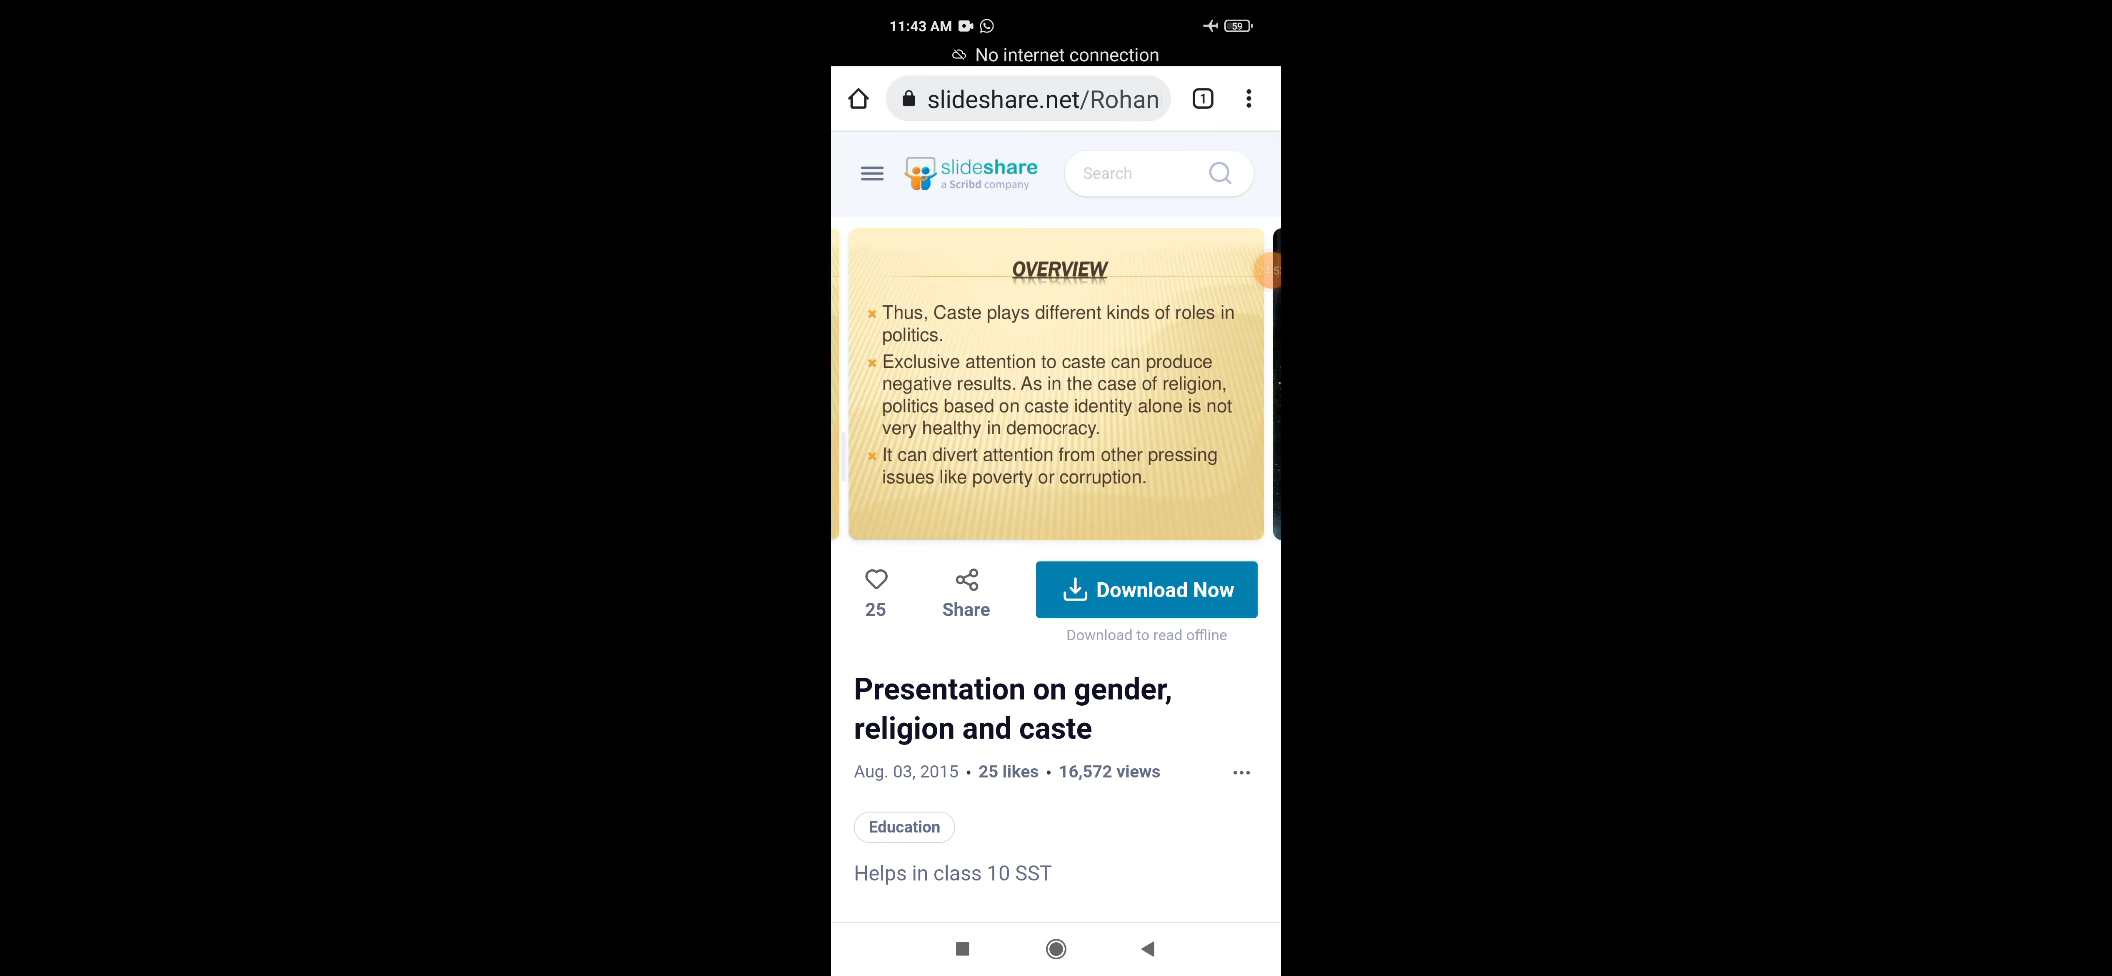 11:43 AM
59
No internet connection
slideshare.net/Rohan
1
slideshare
a Scribd company
Search
OVERVIEW
Thus, Caste plays different kinds of roles in
politics.
Exclusive attention to caste can produce
negative results. As in the case of religion,
politics based on caste identity alone is not
very healthy in democracy.
It can divert attention from other pressing
issues like poverty or corruption.
25
Share
Download Now
Download to read offline
Presentation on gender,
religion and caste
Aug. 03, 2015 • 25 likes • 16,572 views
Education
Helps in class 10 SST